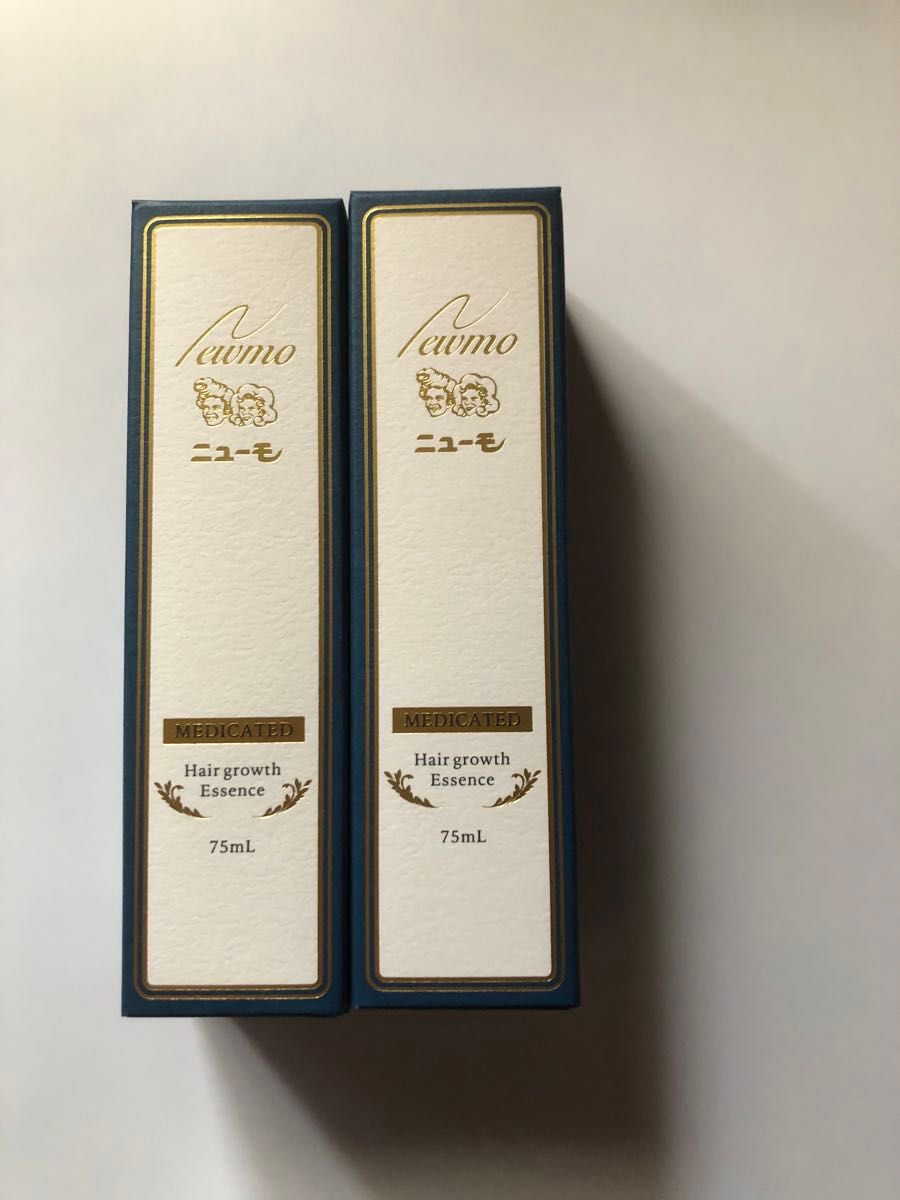 Newmo
ニューモ
MEDICATED
Hair growth
Essence
75mL
Newmo
ニューモ
MEDICATED
Hair growth
Essence
75mL